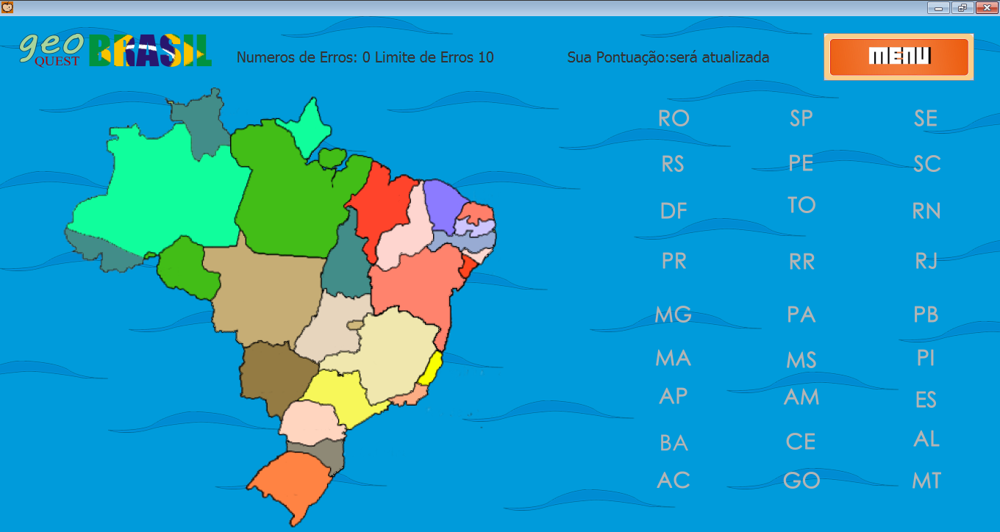 geo
QUEST BRASIL
Numeros de Erros: 0 Limite de Erros 10
Sua Pontuação:será atualizada
MENU
RO SP SE
RS PE SC
DF TO RN
PR RR RJ
MG PA PB
MA MS PI
AP AM ES
BA CE AL
AC GO MT